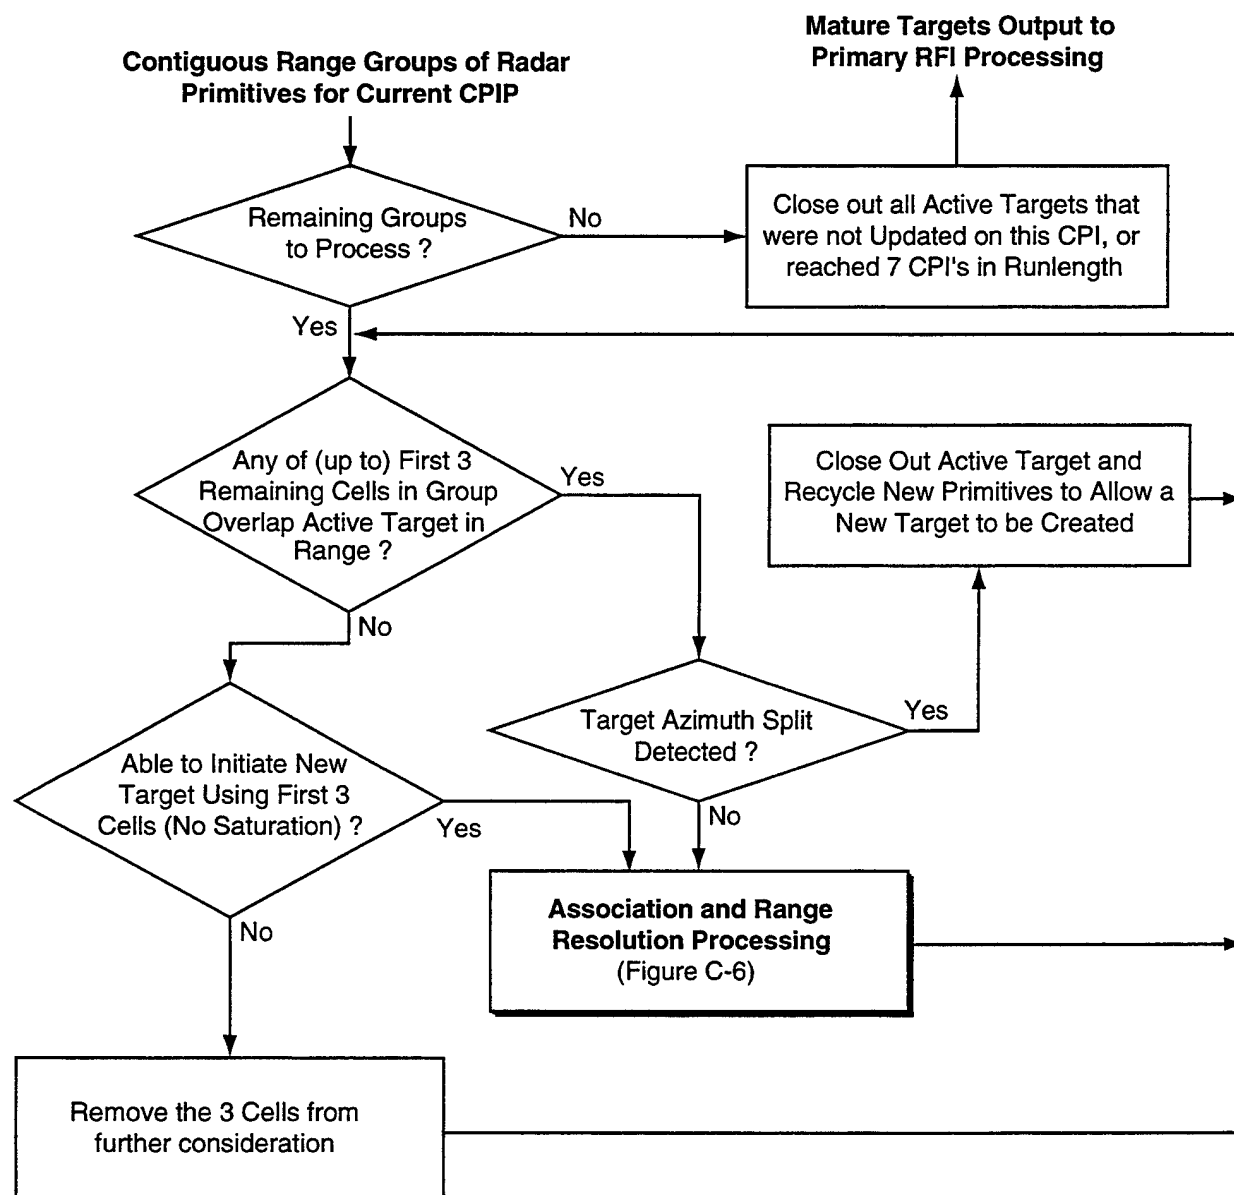 Contiguous Range Groups of Radar
Primitives for Current CPIP
Mature Targets Output to
Primary RFI Processing
Remaining Groups
to Process ?
No
Close out all Active Targets that
were not Updated on this CPI, or
reached 7 CPI's in Runlength
Yes
Any of (up to) First 3
Remaining Cells in Group
Overlap Active Target in
Range ?
Yes
Close Out Active Target and
Recycle New Primitives to Allow a
New Target to be Created
No
Target Azimuth Split
Detected ?
Yes
No
Able to Initiate New
Target Using First 3
Cells (No Saturation) ?
Yes
No
Association and Range
Resolution Processing
(Figure C-6)
Remove the 3 Cells from
further consideration